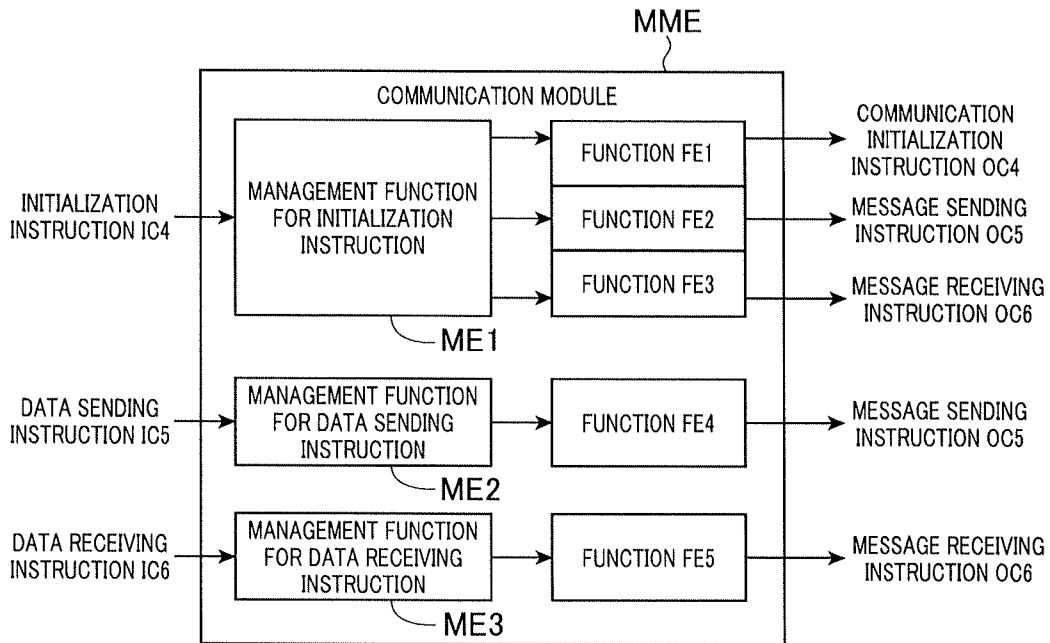 MME
COMMUNICATION MODULE
INITIALIZATION
INSTRUCTION IC4
MANAGEMENT FUNCTION
FOR INITIALIZATION
INSTRUCTION
ME1
FUNCTION FE1
FUNCTION FE2
FUNCTION FE3
COMMUNICATION
INITIALIZATION
INSTRUCTION OC4
MESSAGE SENDING
INSTRUCTION OC5
MESSAGE RECEIVING
INSTRUCTION OC6
DATA SENDING
INSTRUCTION IC5
MANAGEMENT FUNCTION
FOR DATA SENDING
INSTRUCTION
ME2
FUNCTION FE4
MESSAGE SENDING
INSTRUCTION OC5
DATA RECEIVING
INSTRUCTION IC6
MANAGEMENT FUNCTION
FOR DATA RECEIVING
INSTRUCTION
ME3
FUNCTION FE5
MESSAGE RECEIVING
INSTRUCTION OC6